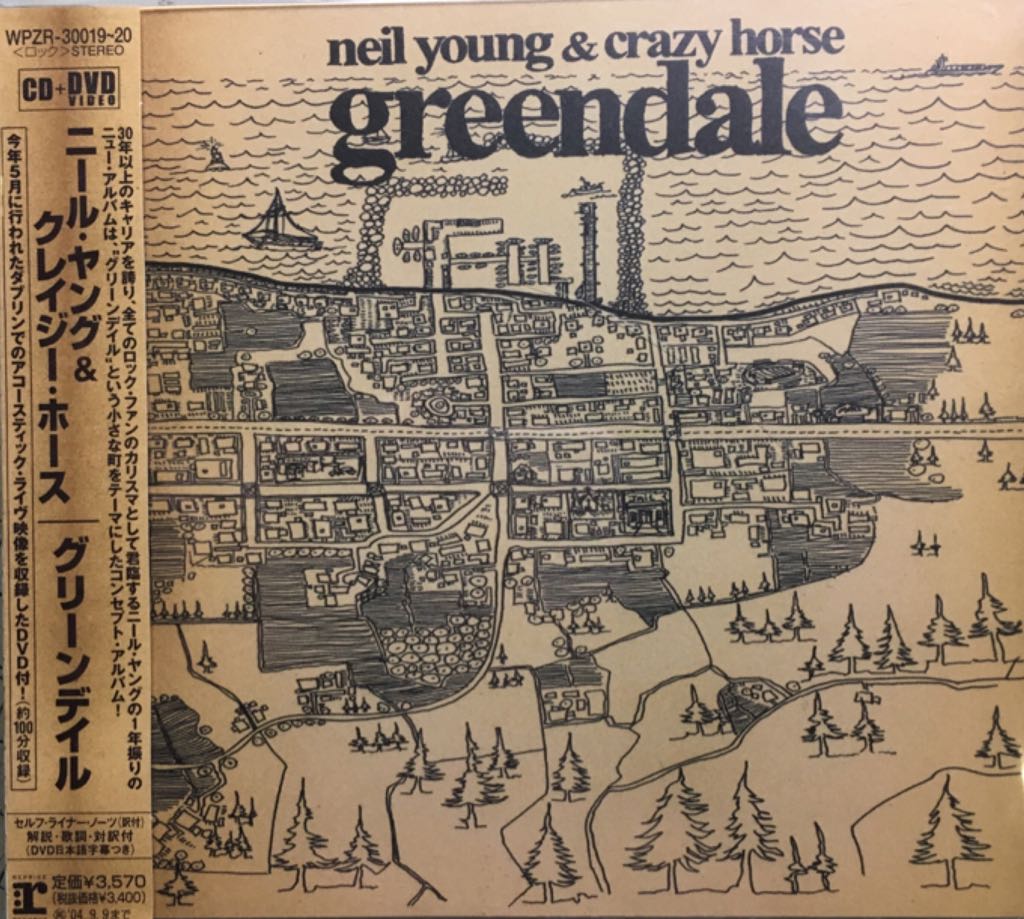 WPZR-30019~20
<ロック>STEREO
CD+DVD
VIDEO
30年以上のキャリアを誇り、全てのロック・ファンのカリスマとして君臨するニール・ヤングの1年振りの
ニュー・アルバムは、“グリーンデイル”という小さな町をテーマにしたコンセプト・アルバム!
ニール・ヤング&
クレイジー・ホース
グリーンデイル
今年5月に行われたダブリンでのアコースティック・ライヴ映像を収録したDVD付!(約100分収録)
セルフ・ライナー・ノーツ(訳付)
解説・歌詞・対訳付
(DVD日本語字幕つき)
REPRISE
r
定価¥3,570
(税抜価格¥3,400)
'04.9.9まで
neil young & crazy horse
greendale